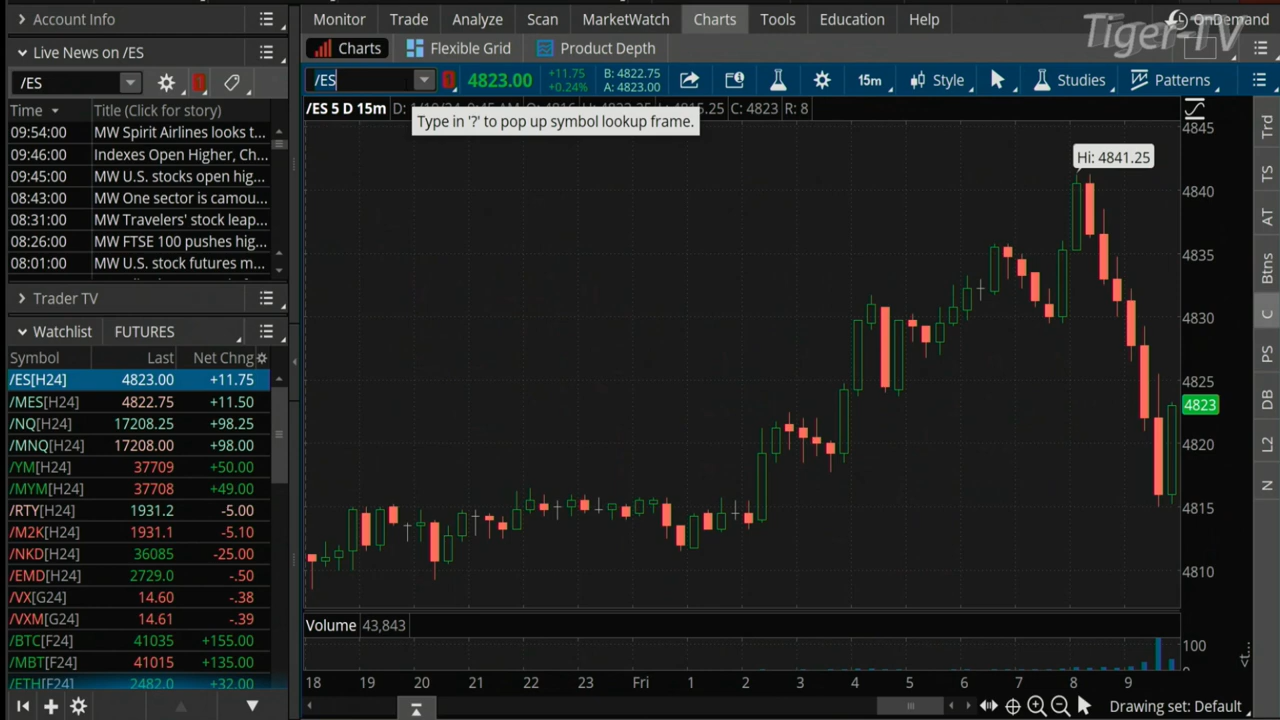 Account Info
Monitor Trade Analyze Scan MarketWatch Charts Tools Education Help
OnDemand
Tiger-TV
Live News on /ES
Charts Flexible Grid Product Depth
/ES
/ES 4823.00 +11.75 +0.24% B: 4822.75 A: 4823.00 15m Style Studies Patterns
Time Title (Click for story)
/ES 5 D 15m C: 4823 R: 8
Type in '?' to pop up symbol lookup frame.
09:54:00 MW Spirit Airlines looks t...
09:46:00 Indexes Open Higher, Ch...
09:45:00 MW U.S. stocks open hig...
08:43:00 MW One sector is camou...
08:31:00 MW Travelers' stock leap...
08:26:00 MW FTSE 100 pushes hig...
08:01:00 MW U.S. stock futures m...
Trader TV
Watchlist FUTURES
Symbol Last Net Chng
/ES[H24] 4823.00 +11.75
/MES[H24] 4822.75 +11.50
/NQ[H24] 17208.25 +98.25
/MNQ[H24] 17208.00 +98.00
/YM[H24] 37709 +50.00
/MYM[H24] 37708 +49.00
/RTY[H24] 1931.2 -5.00
/M2K[H24] 1931.1 -5.10
/NKD[H24] 36085 -25.00
/EMD[H24] 2729.0 -.50
/VX[G24] 14.60 -.38
/VXM[G24] 14.61 -.39
/BTC[F24] 41035 +155.00
/MBT[F24] 41015 +135.00
/ETH[F24] 2482.0 +32.00
Hi: 4841.25
4845
4840
4835
4830
4825
4823
4820
4815
4810
Volume 43,843
100
0
18 19 20 21 22 23 Fri 1 2 3 4 5 6 7 8 9
Drawing set: Default
Trd
TS
AT
Btns
C
PS
DB
L2
N